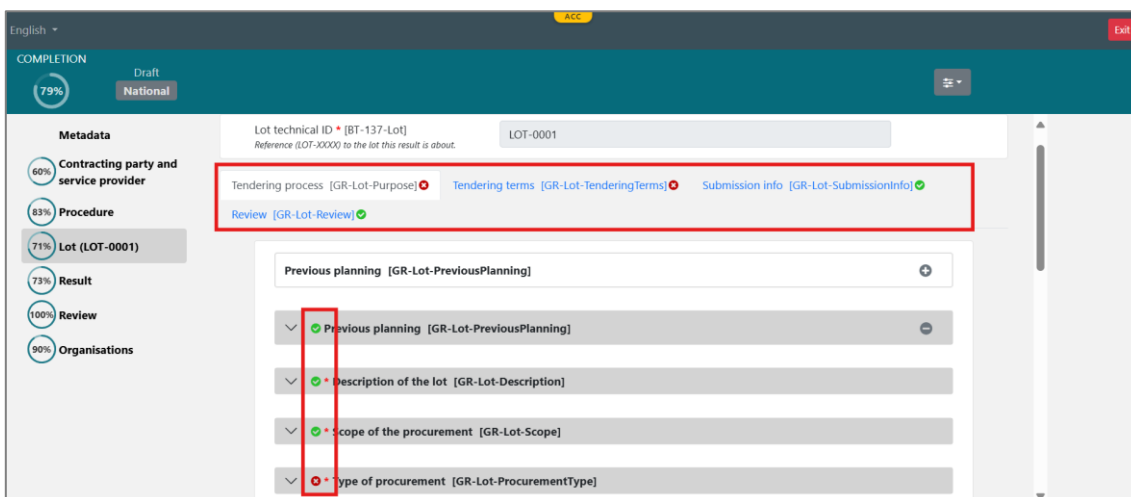 ACC
English
Exit
COMPLETION
79%
Draft
National
Metadata
60% Contracting party and service provider
83% Procedure
71% Lot (LOT-0001)
73% Result
100% Review
90% Organisations
Lot technical ID * [BT-137-Lot]
Reference (LOT-XXXX) to the lot this result is about.
LOT-0001
Tendering process [GR-Lot-Purpose] Tendering terms [GR-Lot-TenderingTerms] Submission info [GR-Lot-SubmissionInfo]
Review [GR-Lot-Review]
Previous planning [GR-Lot-PreviousPlanning]
Previous planning [GR-Lot-PreviousPlanning]
* Description of the lot [GR-Lot-Description]
* Scope of the procurement [GR-Lot-Scope]
* Type of procurement [GR-Lot-ProcurementType]